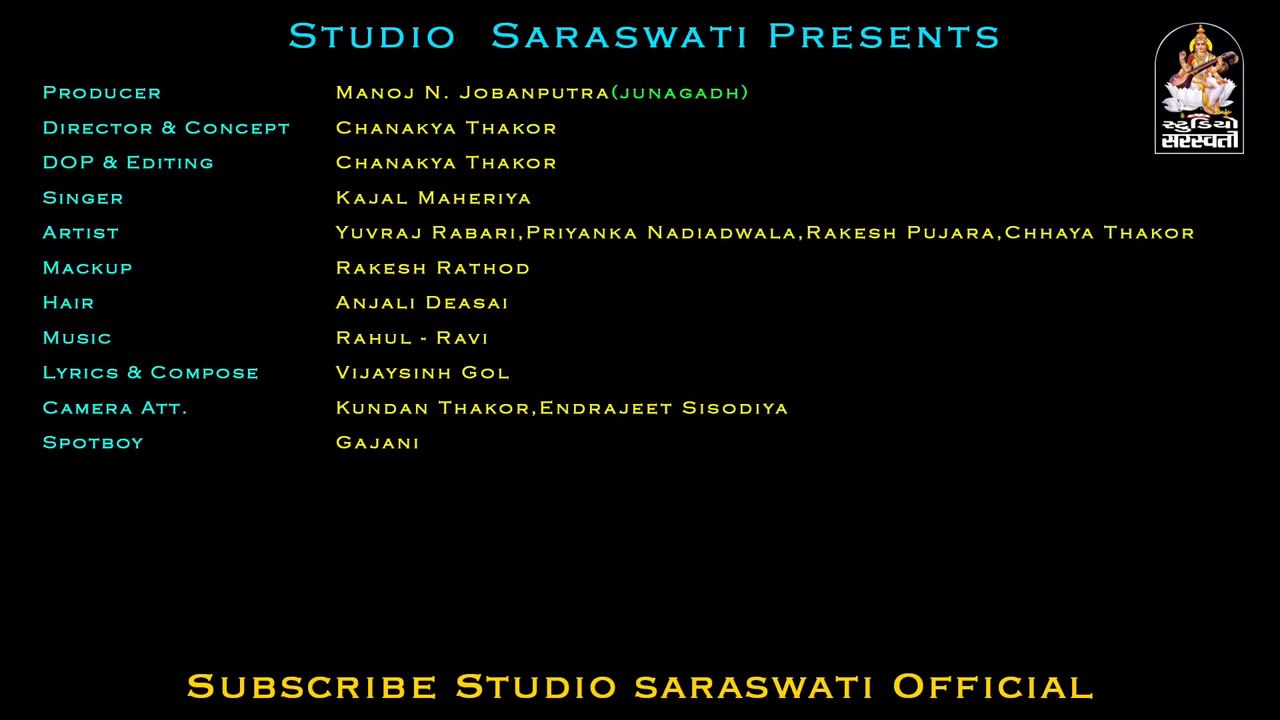 Studio Saraswati Presents
Producer Manoj N. Jobanputra(junagadh)
Director & Concept Chanakya Thakor
DOP & Editing Chanakya Thakor
Singer Kajal Maheriya
Artist Yuvraj Rabari,Priyanka Nadiadwala,Rakesh Pujara,Chhaya Thakor
Mackup Rakesh Rathod
Hair Anjali Deasai
Music Rahul - Ravi
Lyrics & Compose Vijaysinh Gol
Camera Att. Kundan Thakor,Endrajeet Sisodiya
Spotboy Gajani
સ્ટુડિયો
सरस्वती
Subscribe Studio saraswati Official